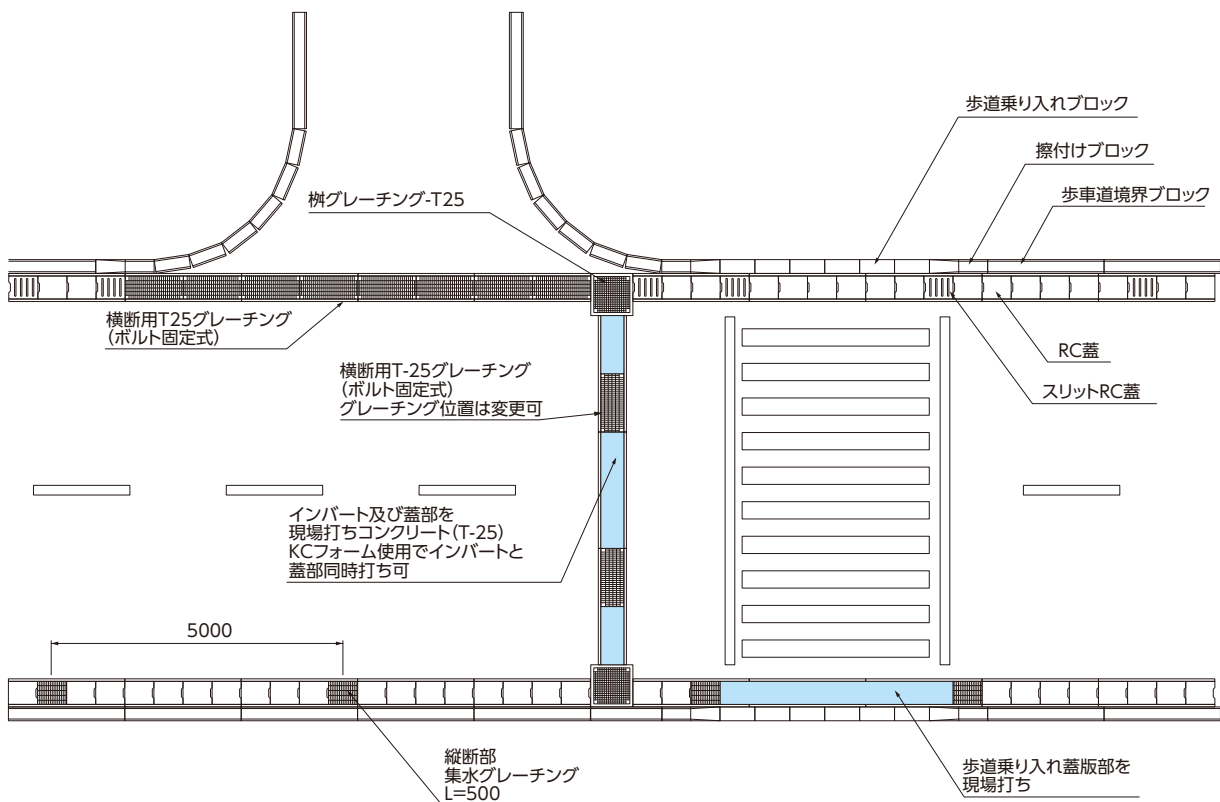 歩道乗り入れブロック
擦付けブロック
歩車道境界ブロック
桝グレーチング-T25
横断用T25グレーチング
(ボルト固定式)
横断用T-25グレーチング
(ボルト固定式)
グレーチング位置は変更可
RC蓋
スリットRC蓋
インバート及び蓋部を
現場打ちコンクリート(T-25)
KCフォーム使用でインバートと
蓋部同時打ち可
5000
縦断部
集水グレーチング
L=500
歩道乗り入れ蓋版部を
現場打ち